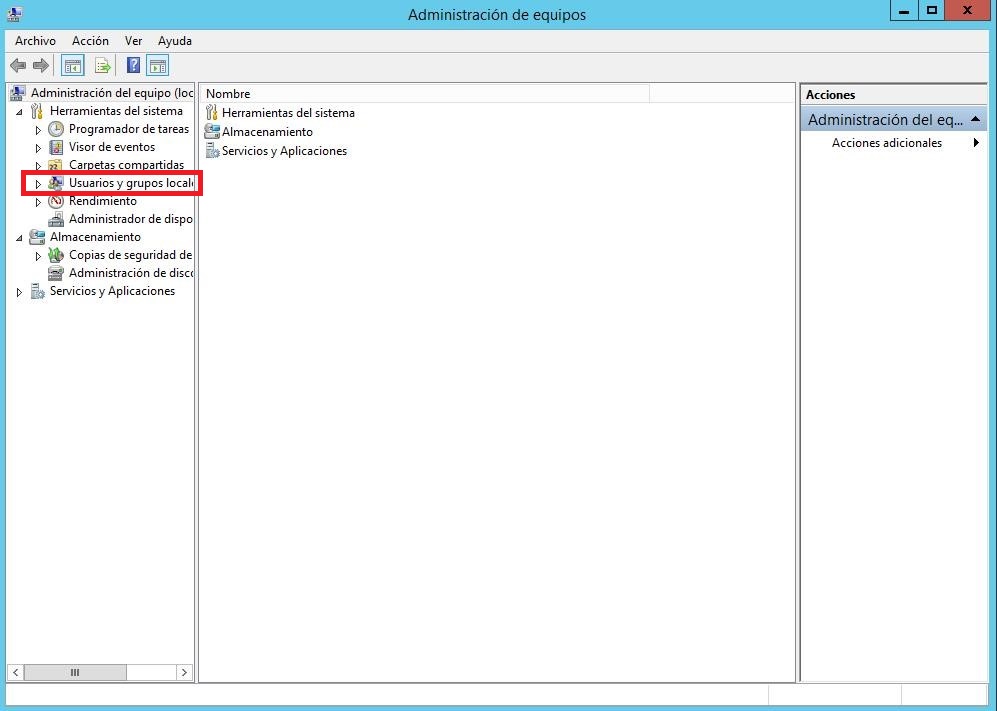 Administración de equipos
Archivo Acción Ver Ayuda
Administración del equipo (loc
Herramientas del sistema
Programador de tareas
Visor de eventos
Carpetas compartidas
Usuarios y grupos locale
Rendimiento
Administrador de dispo
Almacenamiento
Copias de seguridad de
Administración de disco
Servicios y Aplicaciones
Nombre
Herramientas del sistema
Almacenamiento
Servicios y Aplicaciones
Acciones
Administración del eq...
Acciones adicionales